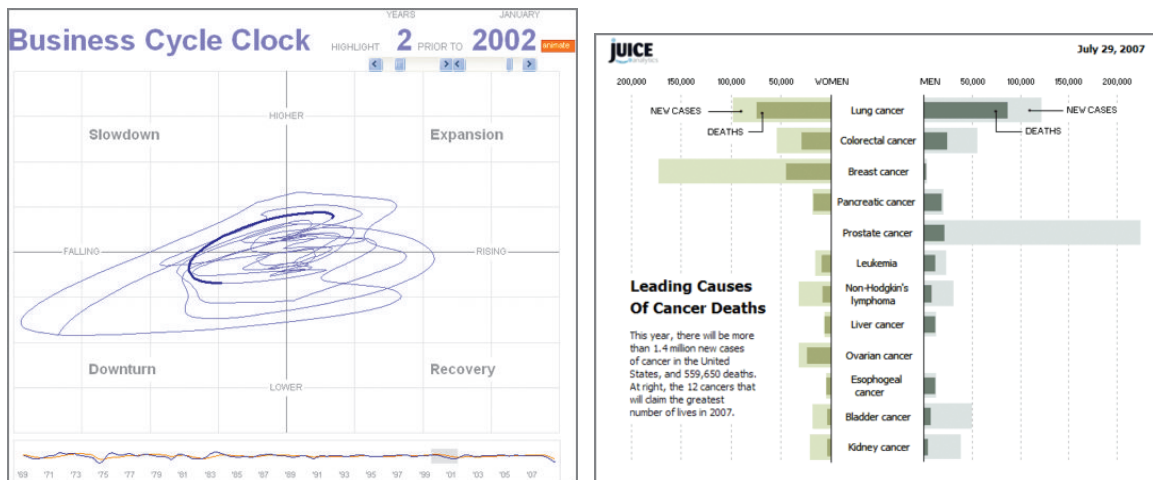 YEARS JANUARY
Business Cycle Clock HIGHLIGHT 2 PRIOR TO 2002 animate
HIGHER
Slowdown Expansion
FALLING RISING
Downturn Recovery
LOWER
'69 '71 '73 '75 '77 '79 '81 '83 '85 '87 '89 '91 '93 '95 '97 '99 '01 '03 '05 '07
JUICE July 29, 2007
analytics
200,000 150,000 100,000 50,000 WOMEN MEN 50,000 100,000 150,000 200,000
NEW CASES Lung cancer NEW CASES
DEATHS DEATHS
Colorectal cancer
Breast cancer
Pancreatic cancer
Prostate cancer
Leukemia
Non-Hodgkin's
lymphoma
Liver cancer
Ovarian cancer
Esophogeal
cancer
Bladder cancer
Kidney cancer
Leading Causes
Of Cancer Deaths
This year, there will be more
than 1.4 million new cases
of cancer in the United
States, and 559,650 deaths.
At right, the 12 cancers that
will claim the greatest
number of lives in 2007.